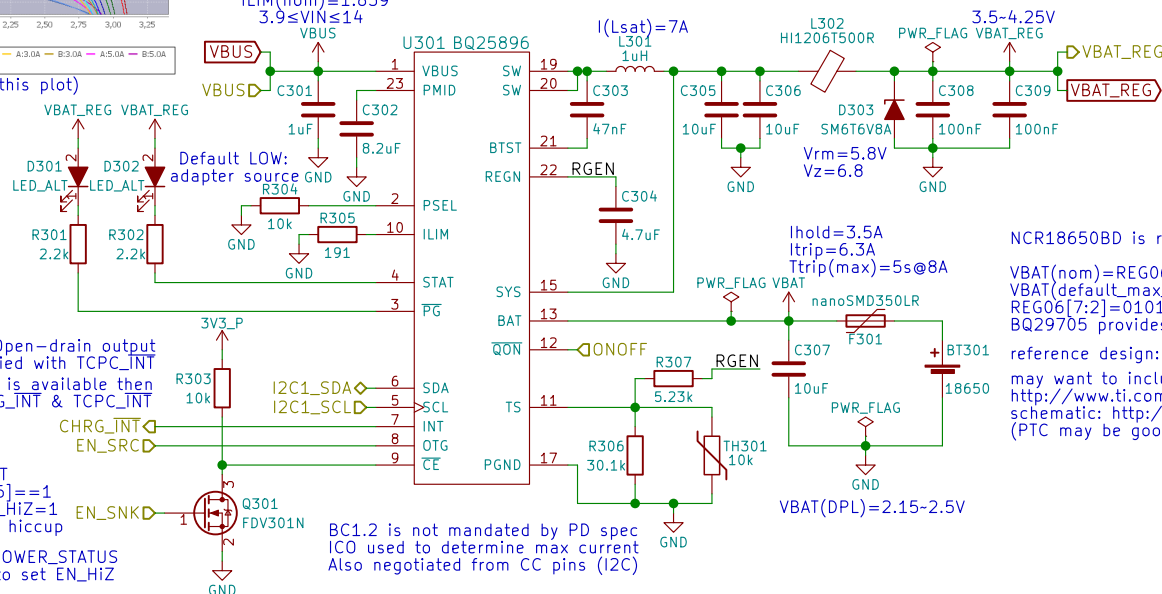 ILIM(nom)=1.859
3.9≤VIN≤14
2,25 2,50 2,75 3,00 3,25
A:3.0A B:3.0A A:5.0A B:5.0A
this plot)
VBUS
VBUS
VBUS
U301 BQ25896
1 VBUS
23 PMID
C301
1uF
GND
C302
8.2uF
GND
VBAT_REG
VBAT_REG
D301
LED_ALT
2
1
D302
LED_ALT
2
1
R301
2.2k
R302
2.2k
Default LOW:
adapter source
R304
10k
GND
R305
191
GND
2 PSEL
10 ILIM
4 STAT
3 PG
3V3_P
R303
10k
Open-drain output
ied with TCPC_INT
is available then
G_INT & TCPC_INT
I2C1_SDA
I2C1_SCL
CHRG_INT
EN_SRC
6 SDA
5 SCL
7 INT
8 OTG
9 CE
]==1
_HiZ=1
hiccup
EN_SNK
1
3
2
Q301
FDV301N
GND
OWER_STATUS
to set EN_HiZ
BC1.2 is not mandated by PD spec
ICO used to determine max current
Also negotiated from CC pins (I2C)
SW 19
SW 20
BTST 21
REGN 22
SYS 15
BAT 13
QON 12
TS 11
PGND 17
I(Lsat)=7A
L301
1uH
C303
47nF
RGEN
C304
4.7uF
GND
C305
10uF
C306
10uF
GND
L302
HI1206T500R
D303
SM6T6V8A
Vrm=5.8V
Vz=6.8
3.5~4.25V
PWR_FLAG
VBAT_REG
C308
100nF
C309
100nF
GND
VBAT_REG
VBAT_REG
Ihold=3.5A
Itrip=6.3A
Ttrip(max)=5s@8A
PWR_FLAG
VBAT
nanoSMD350LR
F301
ONOFF
R307
5.23k
RGEN
C307
10uF
BT301
18650
R306
30.1k
TH301
10k
GND
PWR_FLAG
GND
VBAT(DPL)=2.15~2.5V
NCR18650BD is
VBAT(nom)=REG0
VBAT(default_max
REG06[7:2]=0101
BQ29705 provides
reference design:
may want to inclu
http://www.ti.com
schematic: http:/
(PTC may be goo